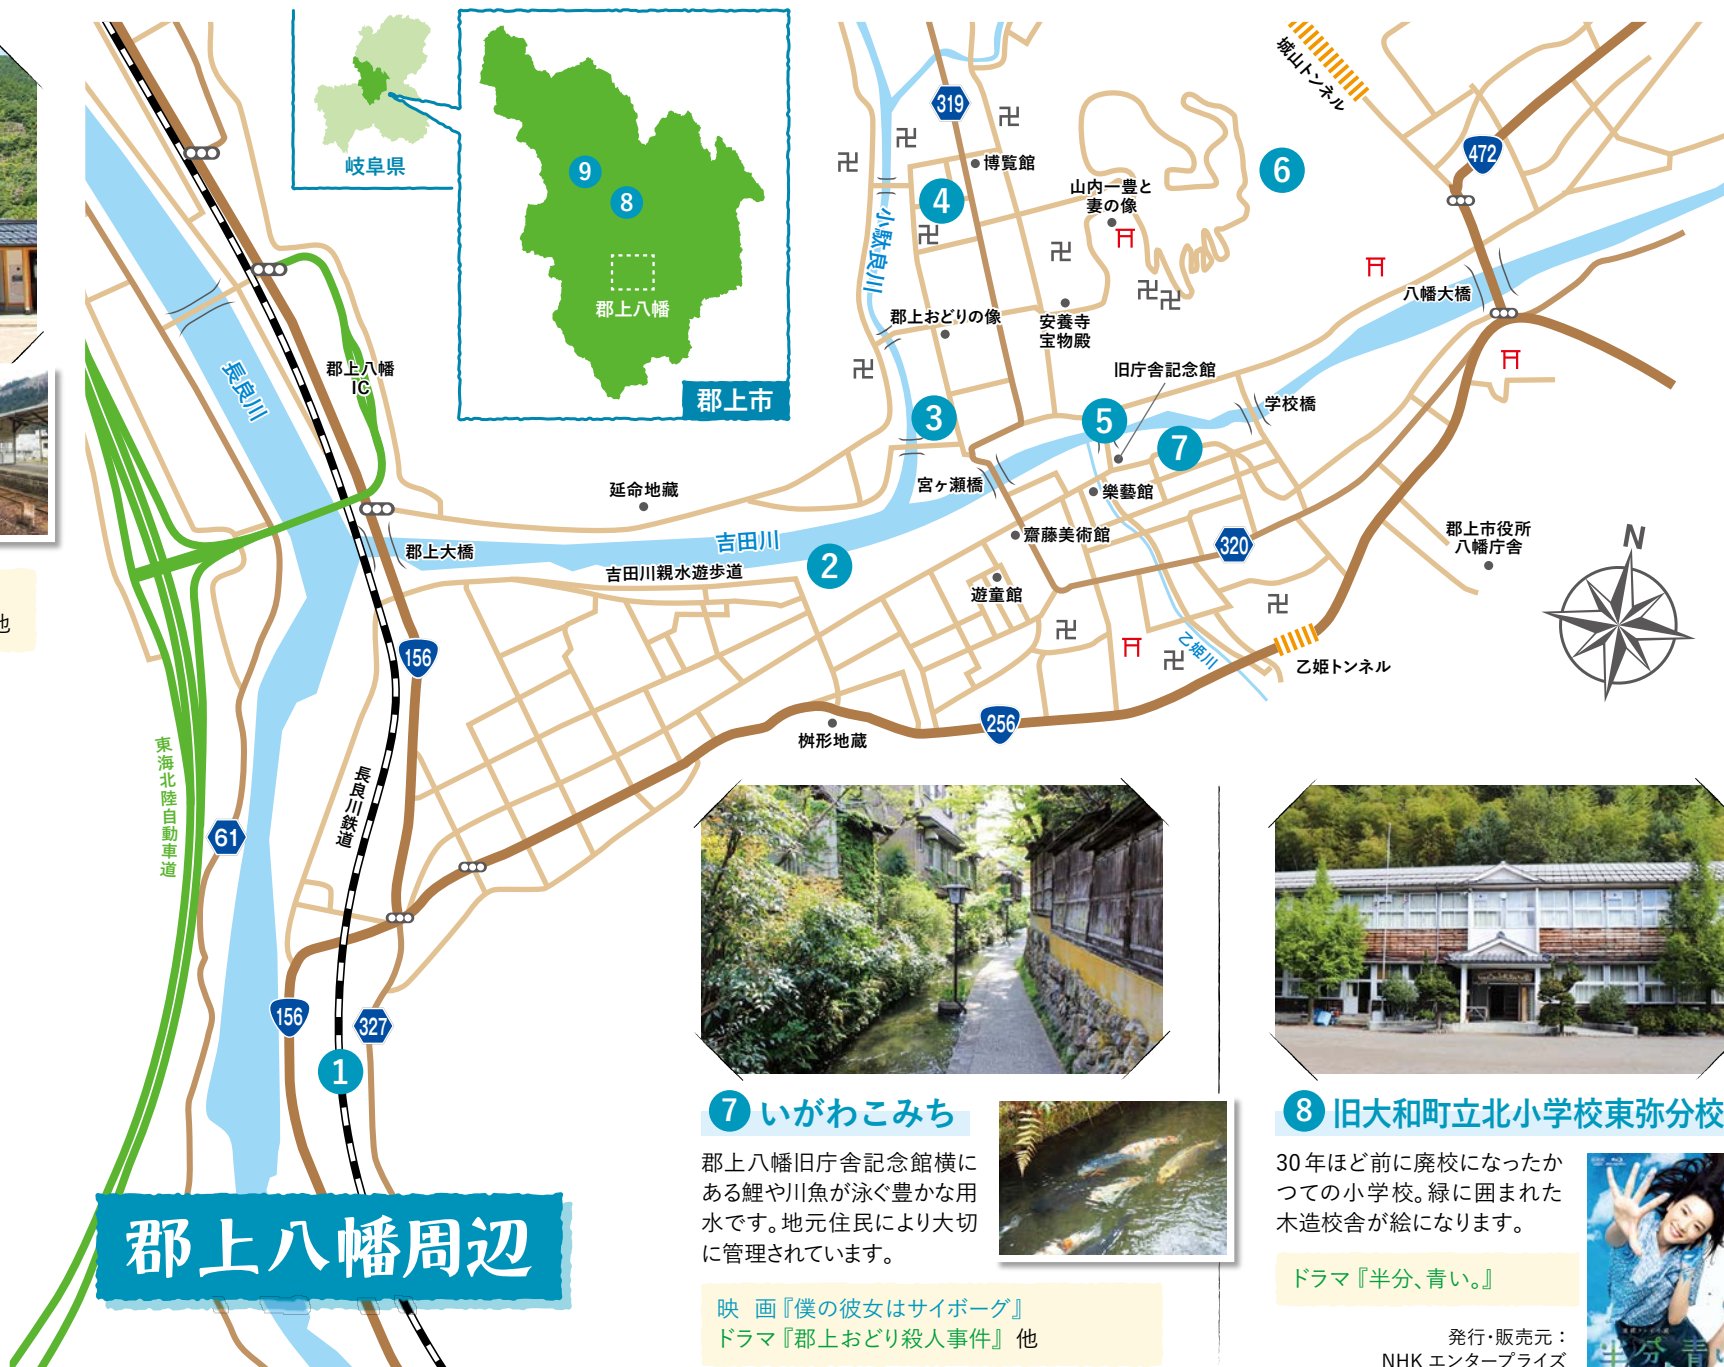 岐阜県
9
8
郡上八幡
郡上市
城山トンネル
319
472
博覧館
山内一豊と
妻の像
6
4
小駄良川
郡上おどりの像
安養寺
宝物殿
八幡大橋
長良川
郡上八幡
IC
旧庁舎記念館
学校橋
3
5
7
延命地蔵
宮ヶ瀬橋
樂藝館
吉田川
郡上大橋
齋藤美術館
320
郡上市役所
八幡庁舎
N
吉田川親水遊歩道
2
遊童館
乙姫川
乙姫トンネル
156
256
桝形地蔵
東海北陸自動車道
長良川鉄道
61
156
327
1
郡上八幡周辺
他
7 いがわこみち
郡上八幡旧庁舎記念館横に
ある鯉や川魚が泳ぐ豊かな用
水です。地元住民により大切
に管理されています。
映 画『僕の彼女はサイボーグ』
ドラマ『郡上おどり殺人事件』 他
8 旧大和町立北小学校東弥分校
30年ほど前に廃校になったか
つての小学校。緑に囲まれた
木造校舎が絵になります。
ドラマ『半分、青い。』
発行・販売元：
NHK エンタープライズ
半分、青い